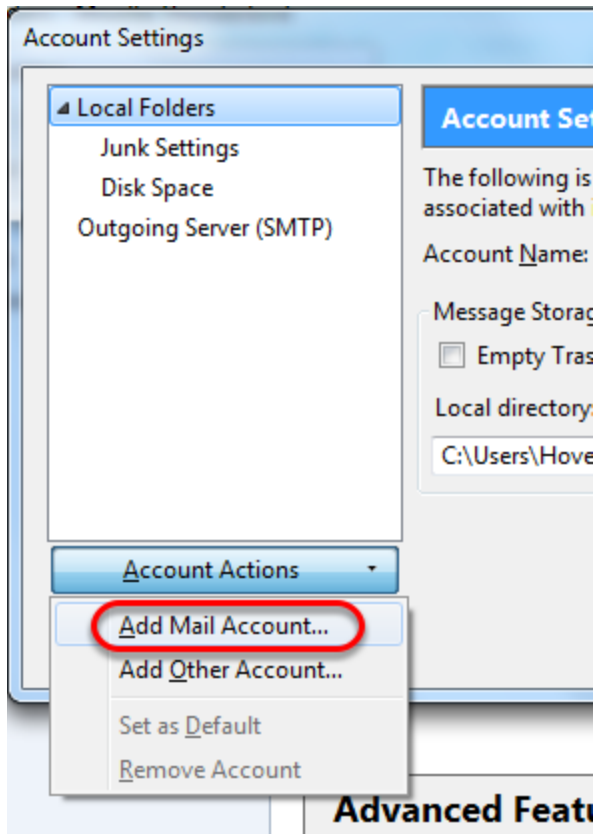 Account Settings
Local Folders
Junk Settings
Disk Space
Outgoing Server (SMTP)
Account Set
The following is
associated with
Account Name:
Message Storag
Empty Tras
Local directory:
C:\Users\Hove
Account Actions
Add Mail Account...
Add Other Account...
Set as Default
Remove Account
Advanced Featu